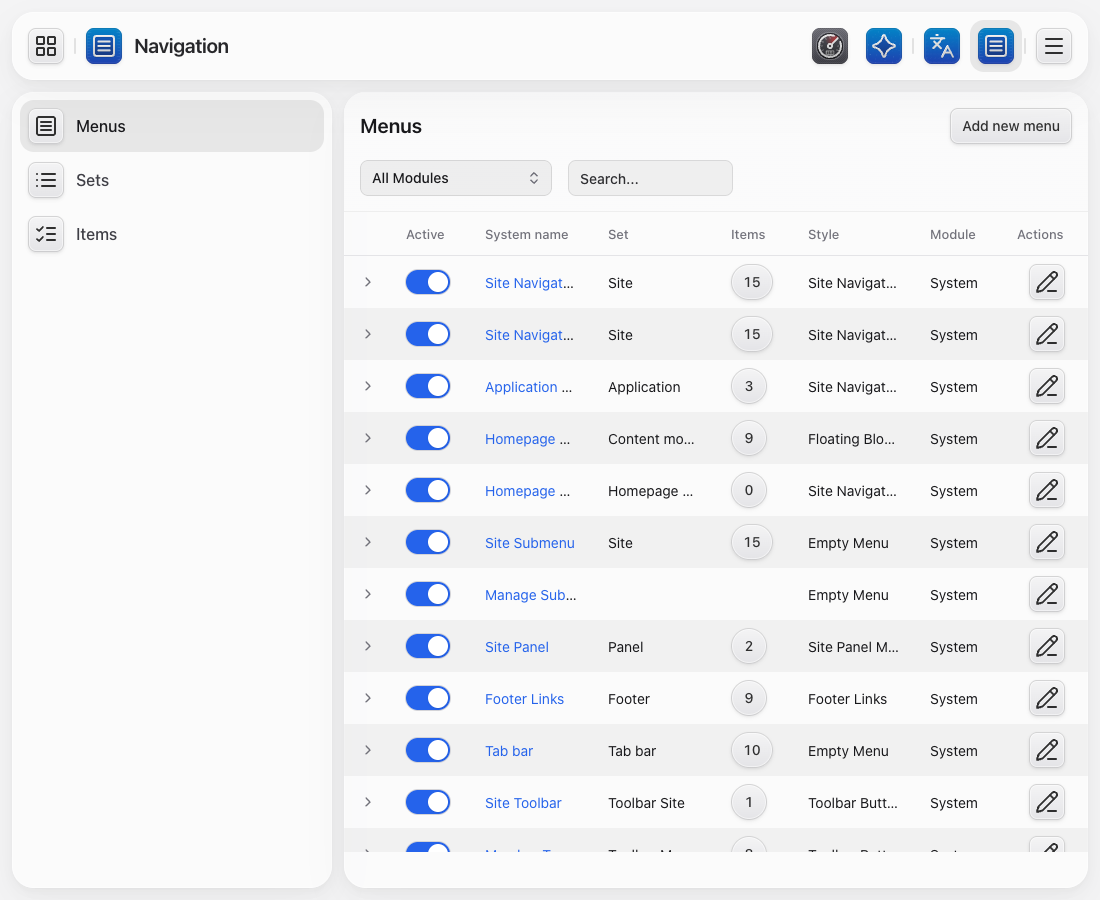 Navigation
Menus
Sets
Items
Menus
Add new menu
All Modules
Search...
Active System name Set Items Style Module Actions
Site Navigat... Site 15 Site Navigat... System
Site Navigat... Site 15 Site Navigat... System
Application ... Application 3 Site Navigat... System
Homepage ... Content mo... 9 Floating Blo... System
Homepage ... Homepage ... 0 Site Navigat... System
Site Submenu Site 15 Empty Menu System
Manage Sub... Empty Menu System
Site Panel Panel 2 Site Panel M... System
Footer Links Footer 9 Footer Links System
Tab bar Tab bar 10 Empty Menu System
Site Toolbar Toolbar Site 1 Toolbar Butt... System